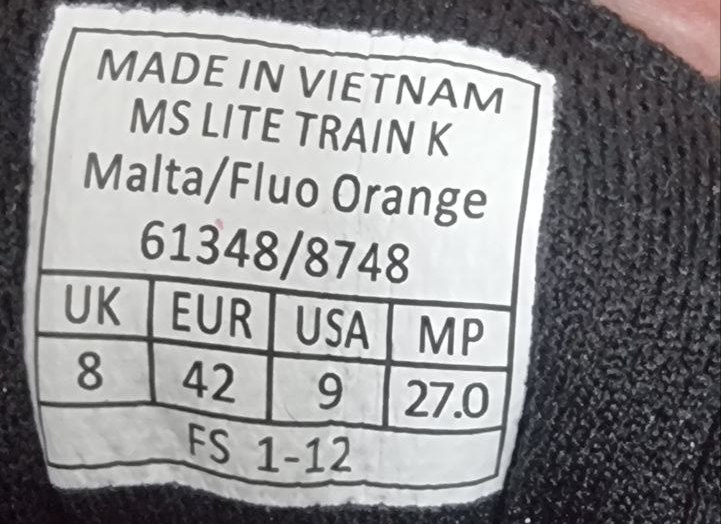 MADE IN VIETNAM
MS LITE TRAIN K
Malta/Fluo Orange
61348/8748
UK EUR USA MP
8 42 9 27.0
FS 1-12